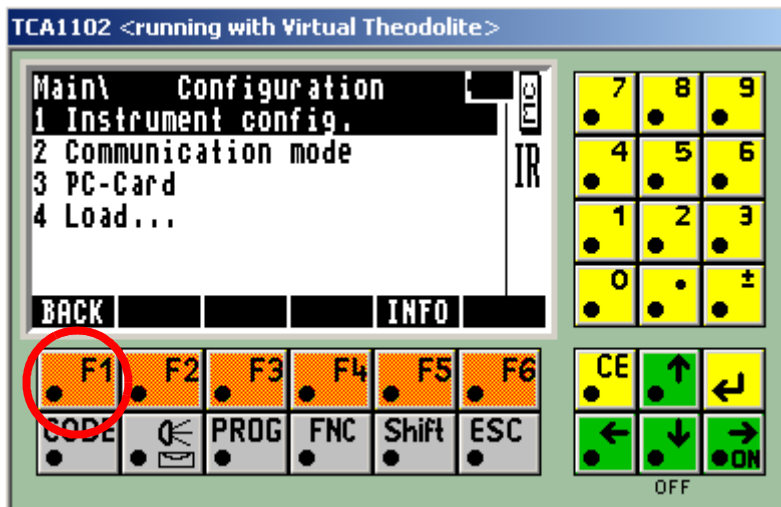 TCA1102 <running with Virtual Theodolite>
Main\ Configuration
MC
1 Instrument config.
2 Communication mode
IR
3 PC-Card
4 Load...
BACK INFO
7 8 9
4 5 6
1 2 3
0 . ±
F1 F2 F3 F4 F5 F6
CE
CODE PROG FNC Shift ESC
ON
OFF